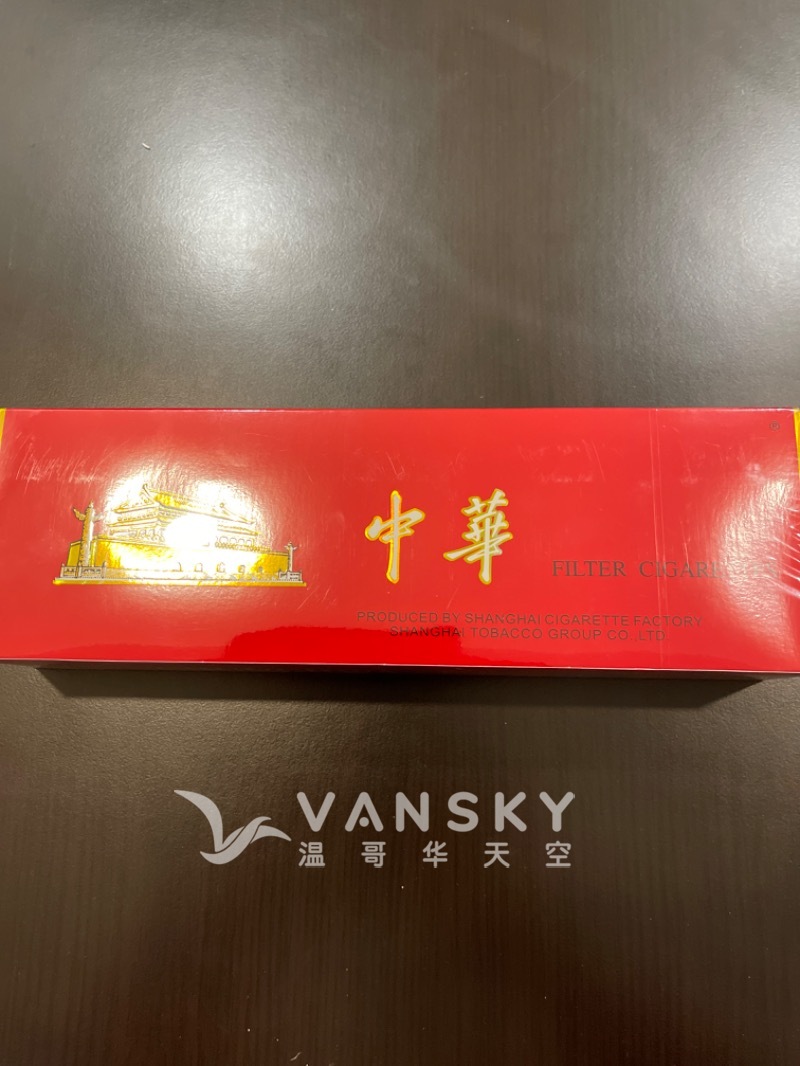 ®
中華
FILTER
PRODUCED BY SHANGHAI CIGARETTE FACTORY
SHANGHAI TOBACCO GROUP CO.,LTD.
VANSKY
温哥华天空